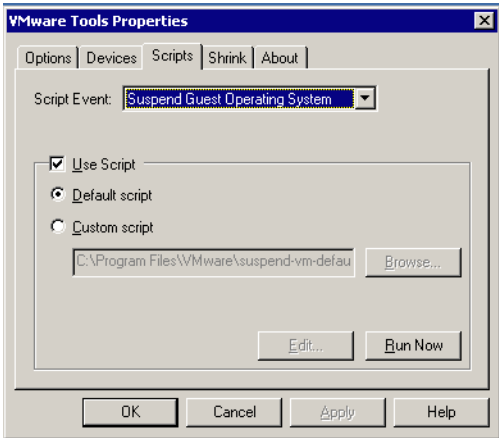 VMware Tools Properties
Options Devices Scripts Shrink About
Script Event: Suspend Guest Operating System
Use Script
Default script
Custom script
C:\Program Files\VMware\suspend-vm-defau Browse...
Edit... Run Now
OK Cancel Apply Help